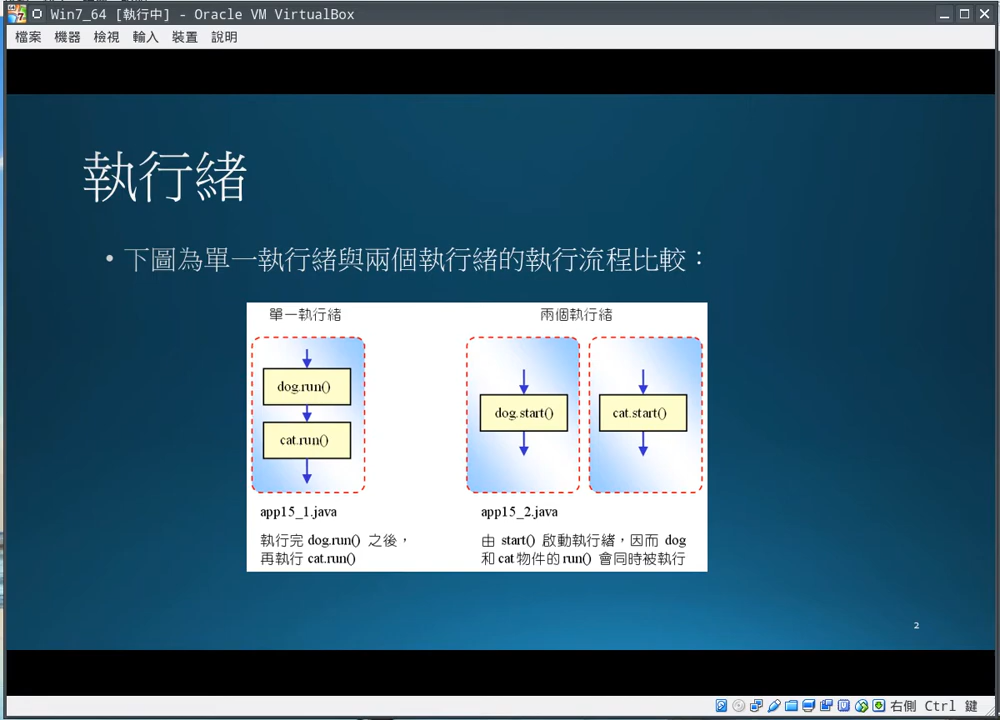 Win7_64 [執行中] - Oracle VM VirtualBox
檔案 機器 檢視 輸入 裝置 說明
執行緒
• 下圖為單一執行緒與兩個執行緒的執行流程比較：
單一執行緒
dog.run()
cat.run()
app15_1.java
執行完 dog.run() 之後，
再執行 cat.run()
兩個執行緒
dog.start()
cat.start()
app15_2.java
由 start() 啟動執行緒，因而 dog
和 cat 物件的 run() 會同時被執行
2
右側 Ctrl 鍵